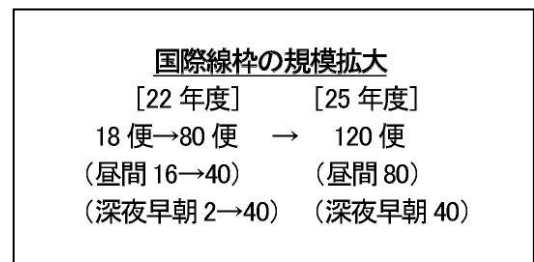 国際線枠の規模拡大
［22 年度］ ［25 年度］
18 便→80 便 → 120 便
（昼間 16→40） （昼間 80）
（深夜早朝 2→40） （深夜早朝 40）